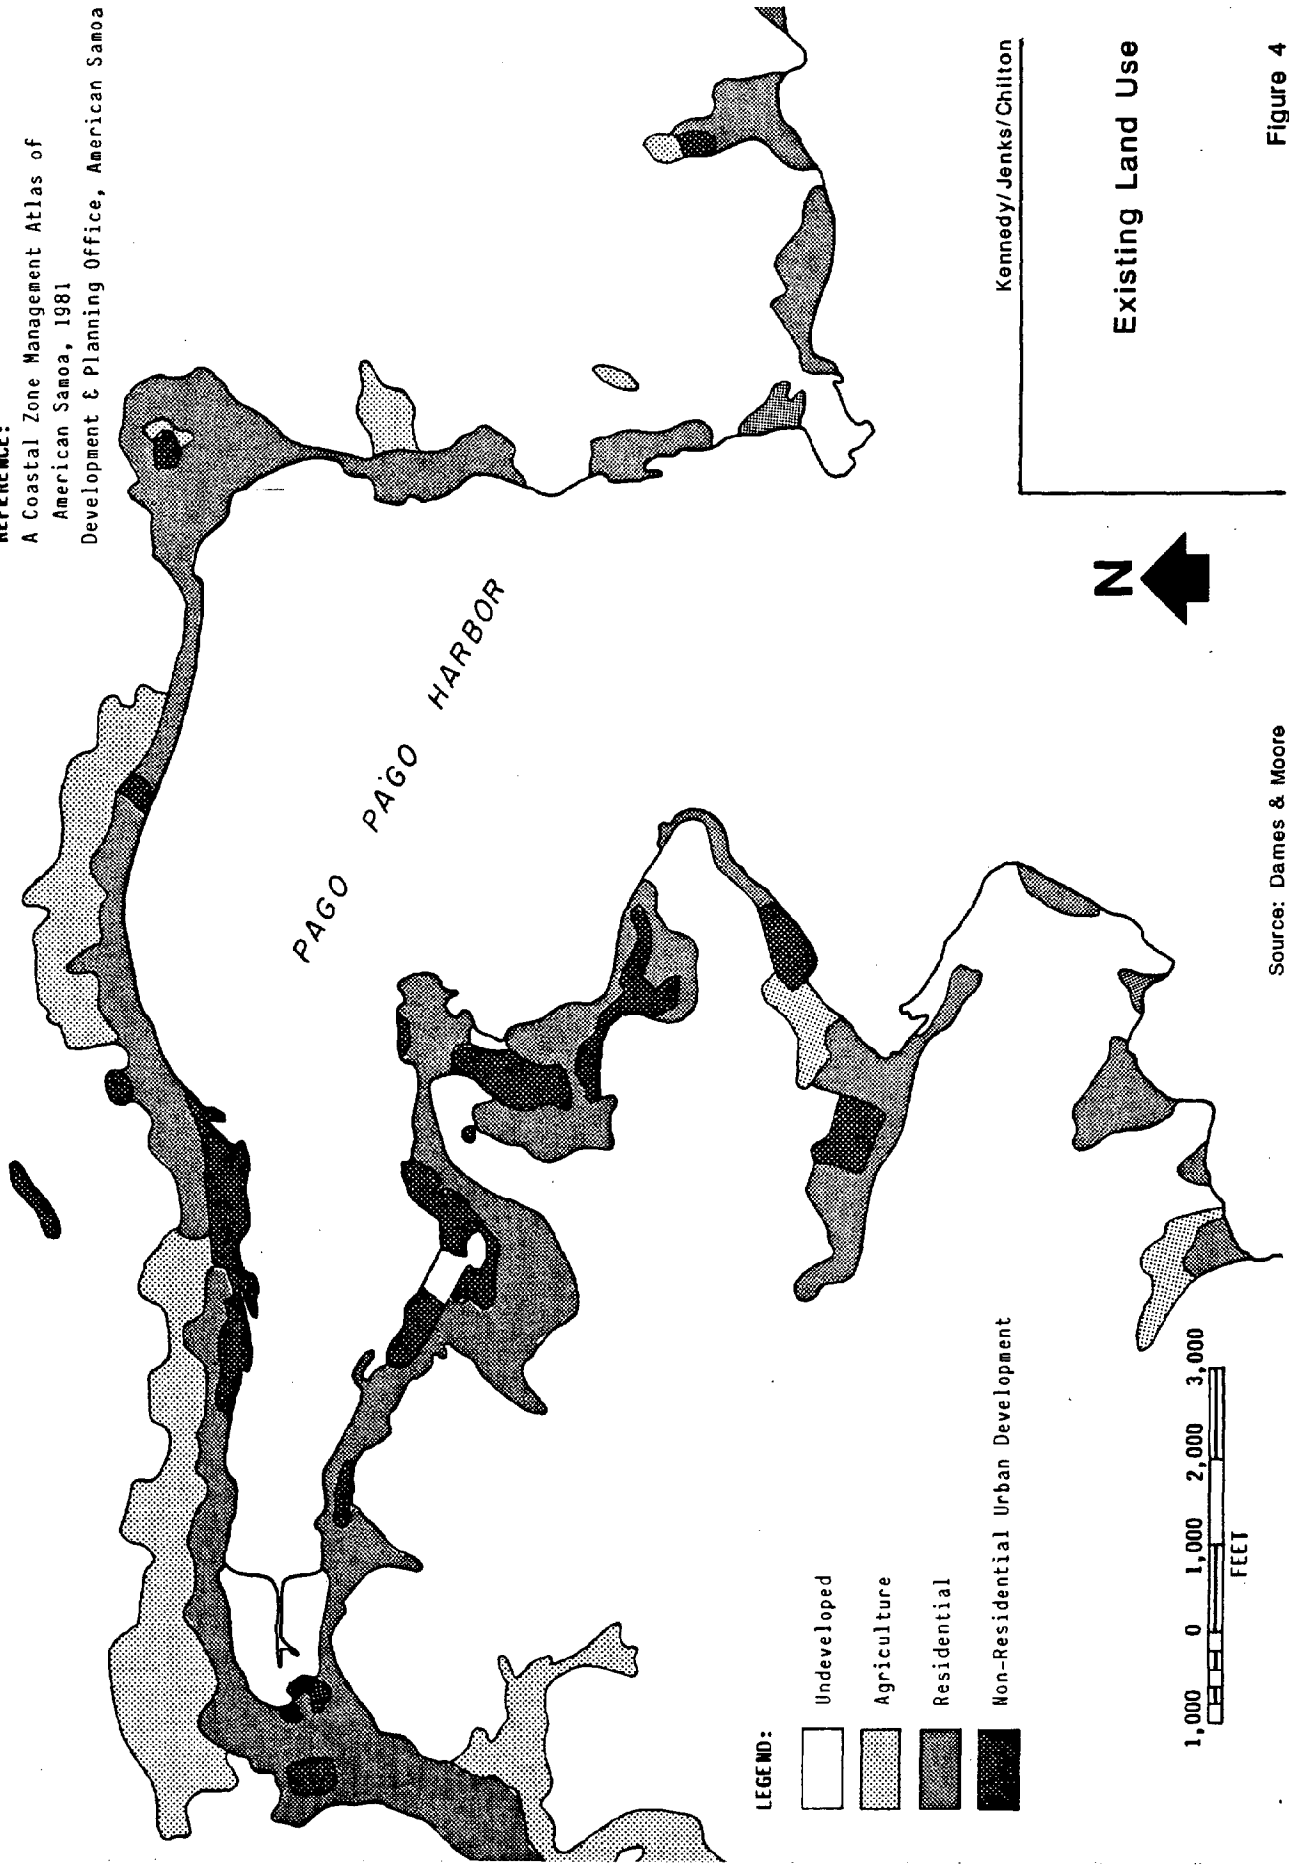 REFERENCE:
A Coastal Zone Management Atlas of
American Samoa, 1981
Development & Planning Office, American Samoa
PAGO PAGO HARBOR
LEGEND:
Undeveloped
Agriculture
Residential
Non-Residential Urban Development
1,000 0 1,000 2,000 3,000
FEET
Source: Dames & Moore
N
Kennedy/Jenks/Chilton
Existing Land Use
Figure 4